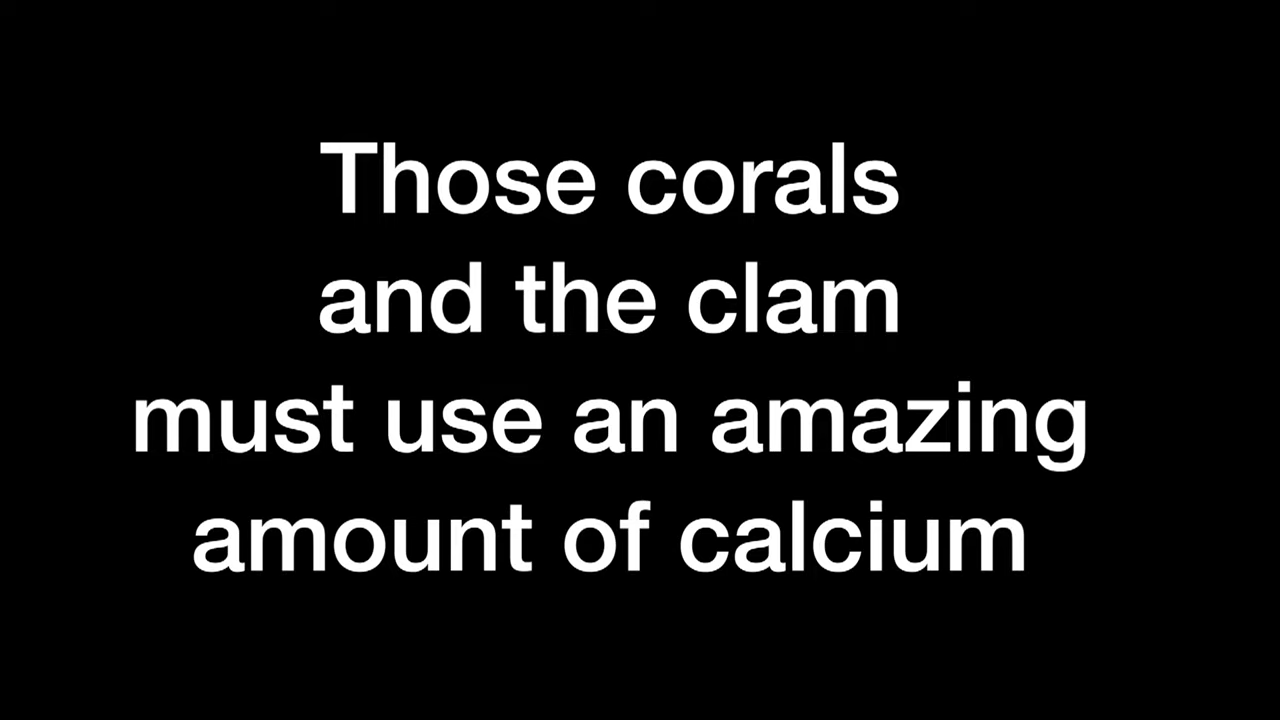 Those corals
and the clam
must use an amazing
amount of calcium